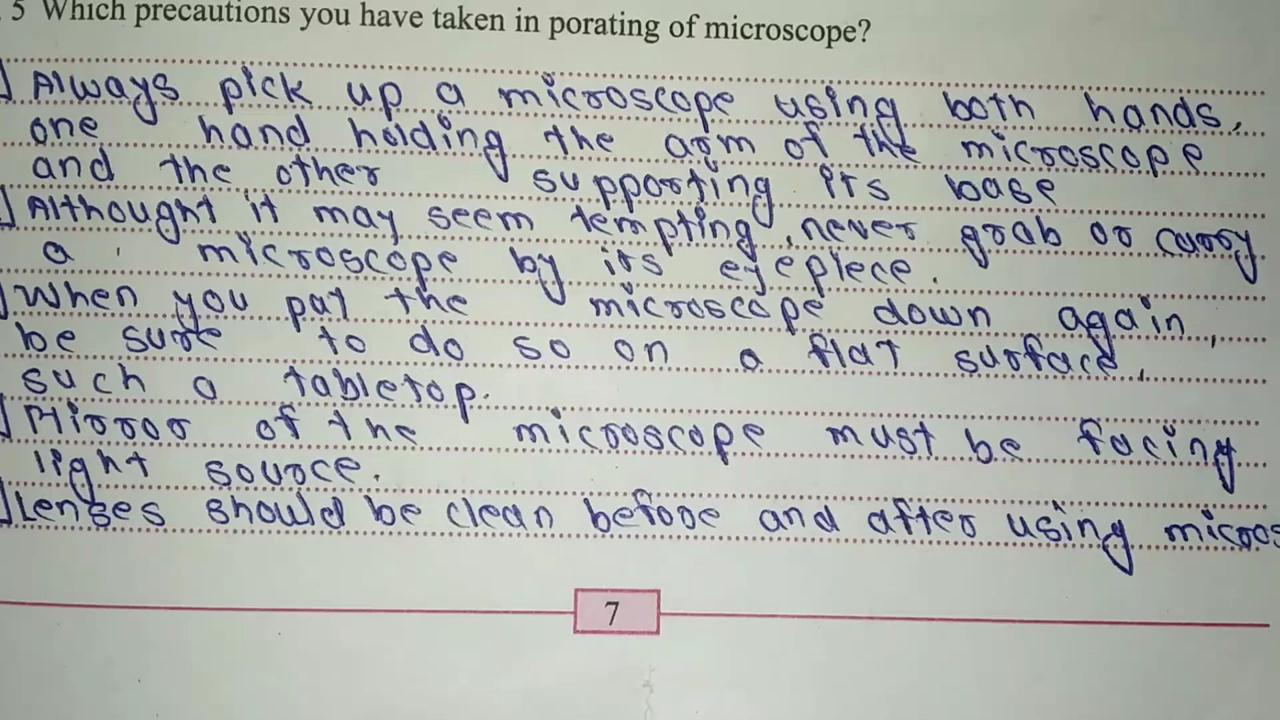 5 Which precautions you have taken in porating of microscope?
Always pick up a microscope using both hands,
one hand holding the arm of the microscope
and the other supporting its base
Althought it may seem tempting, never grab or carry
a microscope by its eyepiece.
When you put the microscope down again,
be sure to do so on a flat surface,
such a tabletop.
Mirror of the microscope must be facing
light source.
Lenses should be clean before and after using micros
7